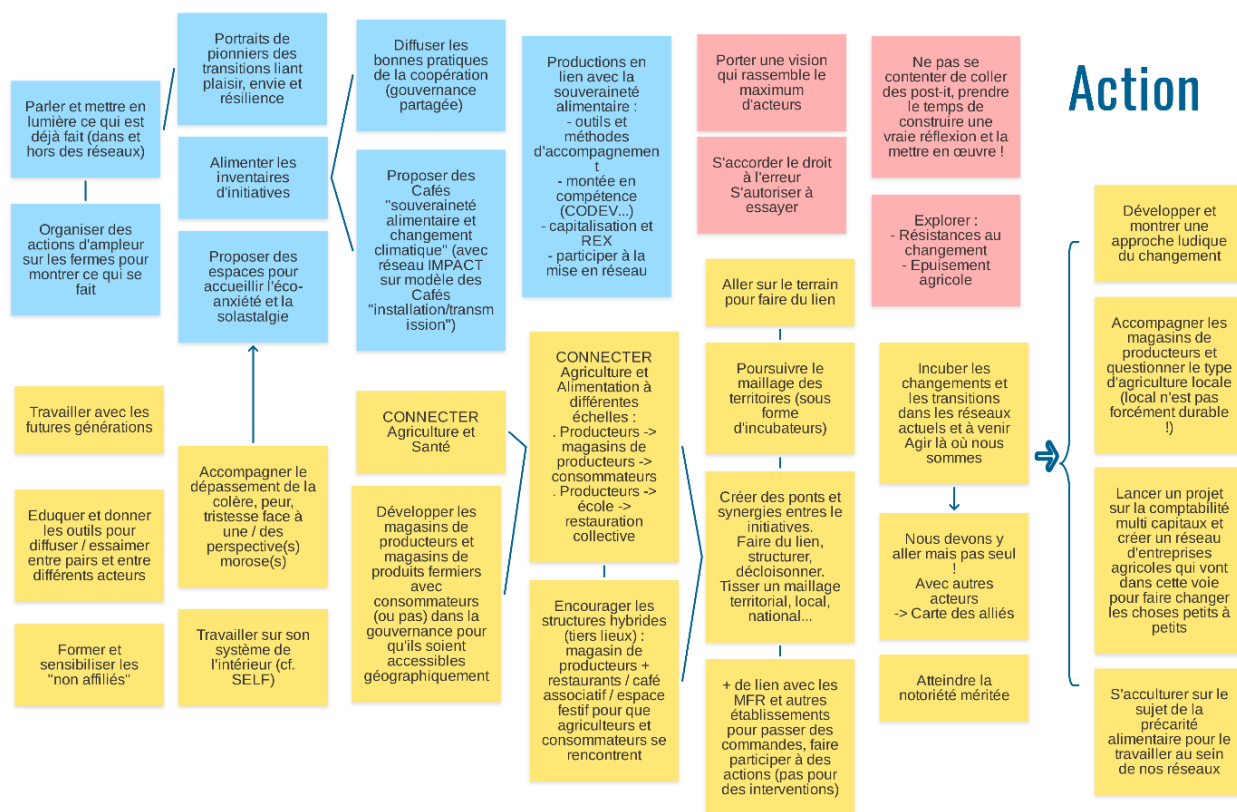 Action
Parler et mettre en
lumière ce qui est
déjà fait (dans et
hors des réseaux)
Organiser des
actions d'ampleur
sur les fermes pour
montrer ce qui se
fait
Portraits de
pionniers des
transitions liant
plaisir, envie et
résilience
Alimenter les
inventaires
d'initiatives
Proposer des
espaces pour
accueillir l'éco-
anxiété et la
solastalgie
Diffuser les
bonnes pratiques
de la coopération
(gouvernance
partagée)
Proposer des
Cafés
"souveraineté
alimentaire et
changement
climatique" (avec
réseau IMPACT
sur modèle des
Cafés
"installation/transm
ission")
Productions en
lien avec la
souveraineté
alimentaire :
- outils et
méthodes
d'accompagnemen
t
- montée en
compétence
(CODEV...)
- capitalisation et
REX
- participer à la
mise en réseau
Porter une vision
qui rassemble le
maximum
d'acteurs
S'accorder le droit
à l'erreur
S'autoriser à
essayer
Ne pas se
contenter de coller
des post-it, prendre
le temps de
construire une
vraie réflexion et la
mettre en œuvre !
Explorer :
- Résistances au
changement
- Epuisement
agricole
Travailler avec les
futures générations
Eduquer et donner
les outils pour
diffuser / essaimer
entre pairs et entre
différents acteurs
Former et
sensibiliser les
"non affiliés"
Accompagner le
dépassement de la
colère, peur,
tristesse face à
une / des
perspective(s)
morose(s)
Travailler sur son
système de
l'intérieur (cf.
SELF)
CONNECTER
Agriculture et
Santé
Développer les
magasins de
producteurs et
magasins de
produits fermiers
avec
consommateurs
(ou pas) dans la
gouvernance pour
qu'ils soient
accessibles
géographiquement
CONNECTER
Agriculture et
Alimentation à
différentes
échelles :
. Producteurs ->
magasins de
producteurs ->
consommateurs
. Producteurs ->
école ->
restauration
collective
Encourager les
structures hybrides
(tiers lieux) :
magasin de
producteurs +
restaurants / café
associatif / espace
festif pour que
agriculteurs et
consommateurs se
rencontrent
Aller sur le terrain
pour faire du lien
Poursuivre le
maillage des
territoires (sous
forme
d'incubateurs)
Créer des ponts et
synergies entres le
initiatives.
Faire du lien,
structurer,
décloisonner.
Tisser un maillage
territorial, local,
national...
+ de lien avec les
MFR et autres
établissements
pour passer des
commandes, faire
participer à des
actions (pas pour
des interventions)
Incuber les
changements et
les transitions
dans les réseaux
actuels et à venir
Agir là où nous
sommes
Nous devons y
aller mais pas seul
!
Avec autres
acteurs
-> Carte des alliés
Atteindre la
notoriété méritée
Développer et
montrer une
approche ludique
du changement
Accompagner les
magasins de
producteurs et
questionner le type
d'agriculture locale
(local n'est pas
forcément durable
!)
Lancer un projet
sur la comptabilité
multi capitaux et
créer un réseau
d'entreprises
agricoles qui vont
dans cette voie
pour faire changer
les choses petits à
petits
S'acculturer sur le
sujet de la
précarité
alimentaire pour le
travailler au sein
de nos réseaux